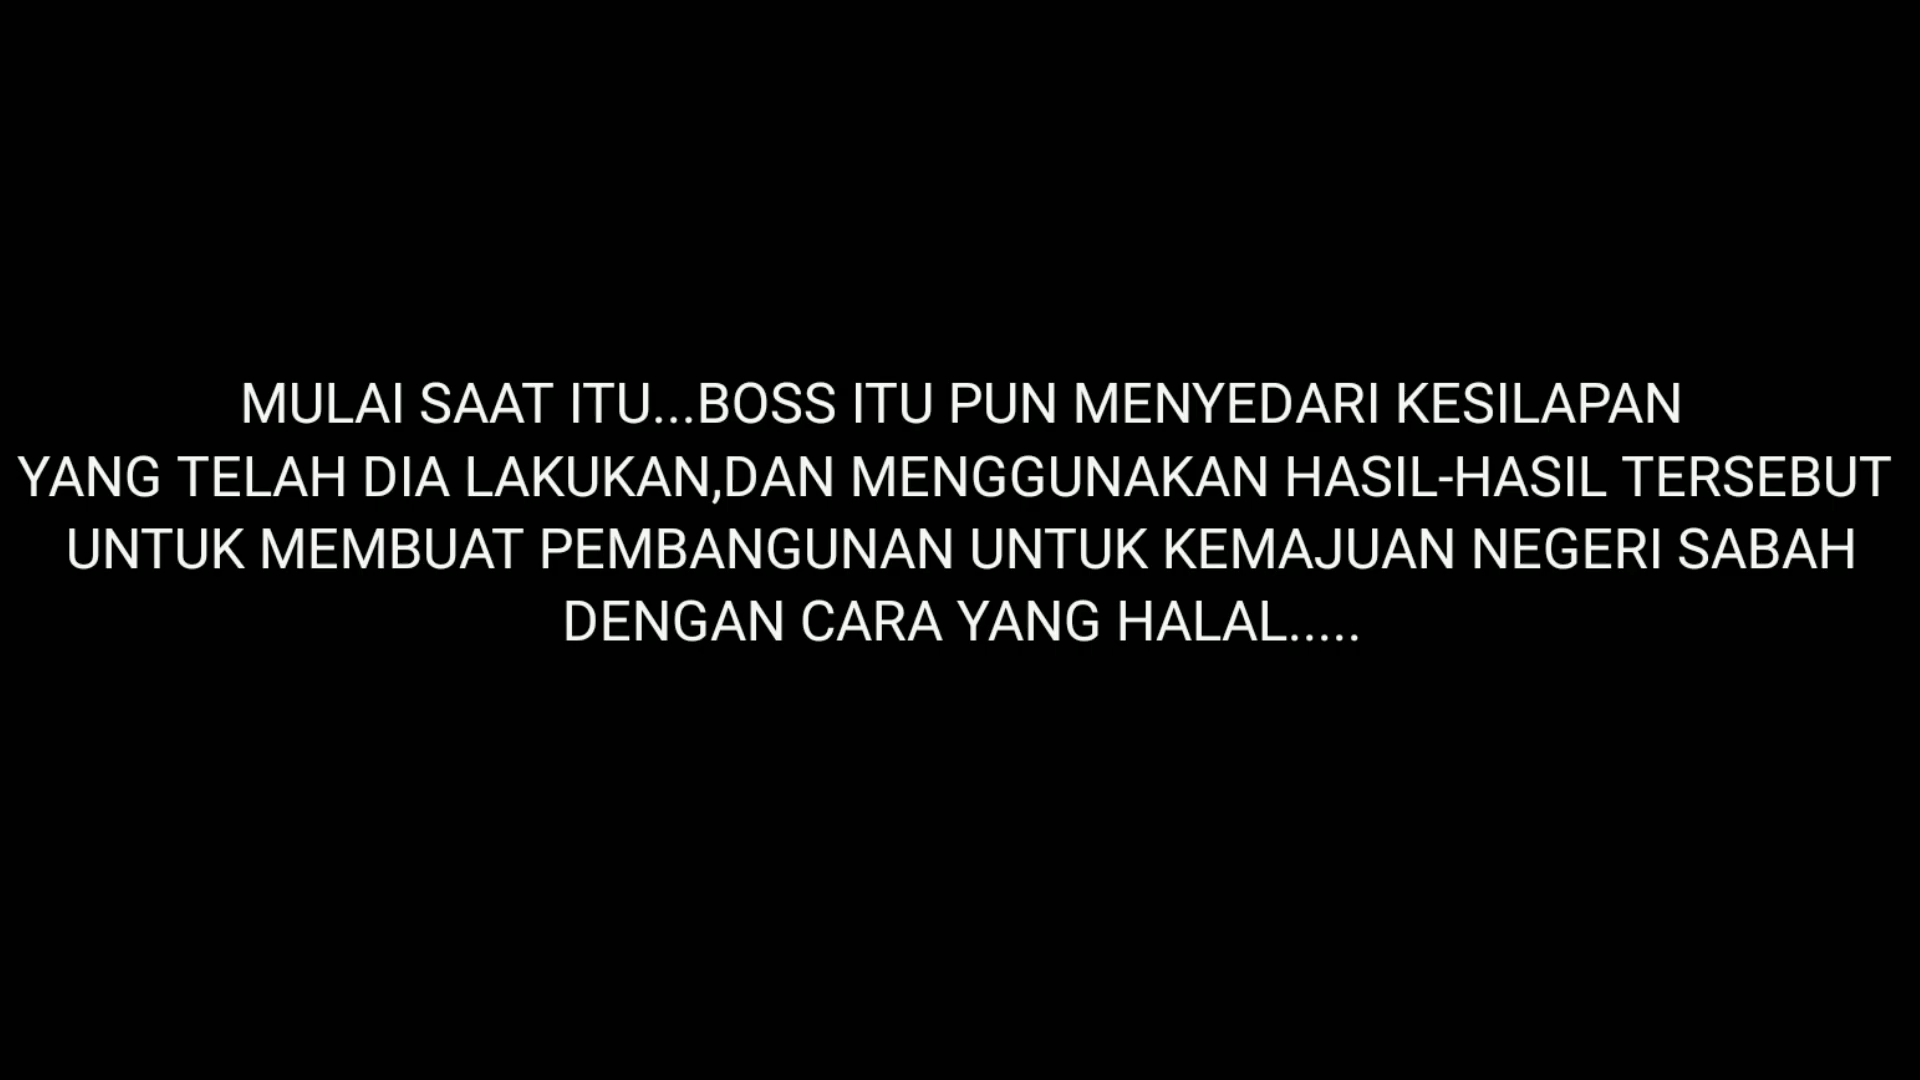 MULAI SAAT ITU...BOSS ITU PUN MENYEDARI KESILAPAN
YANG TELAH DIA LAKUKAN,DAN MENGGUNAKAN HASIL-HASIL TERSEBUT
UNTUK MEMBUAT PEMBANGUNAN UNTUK KEMAJUAN NEGERI SABAH
DENGAN CARA YANG HALAL.....